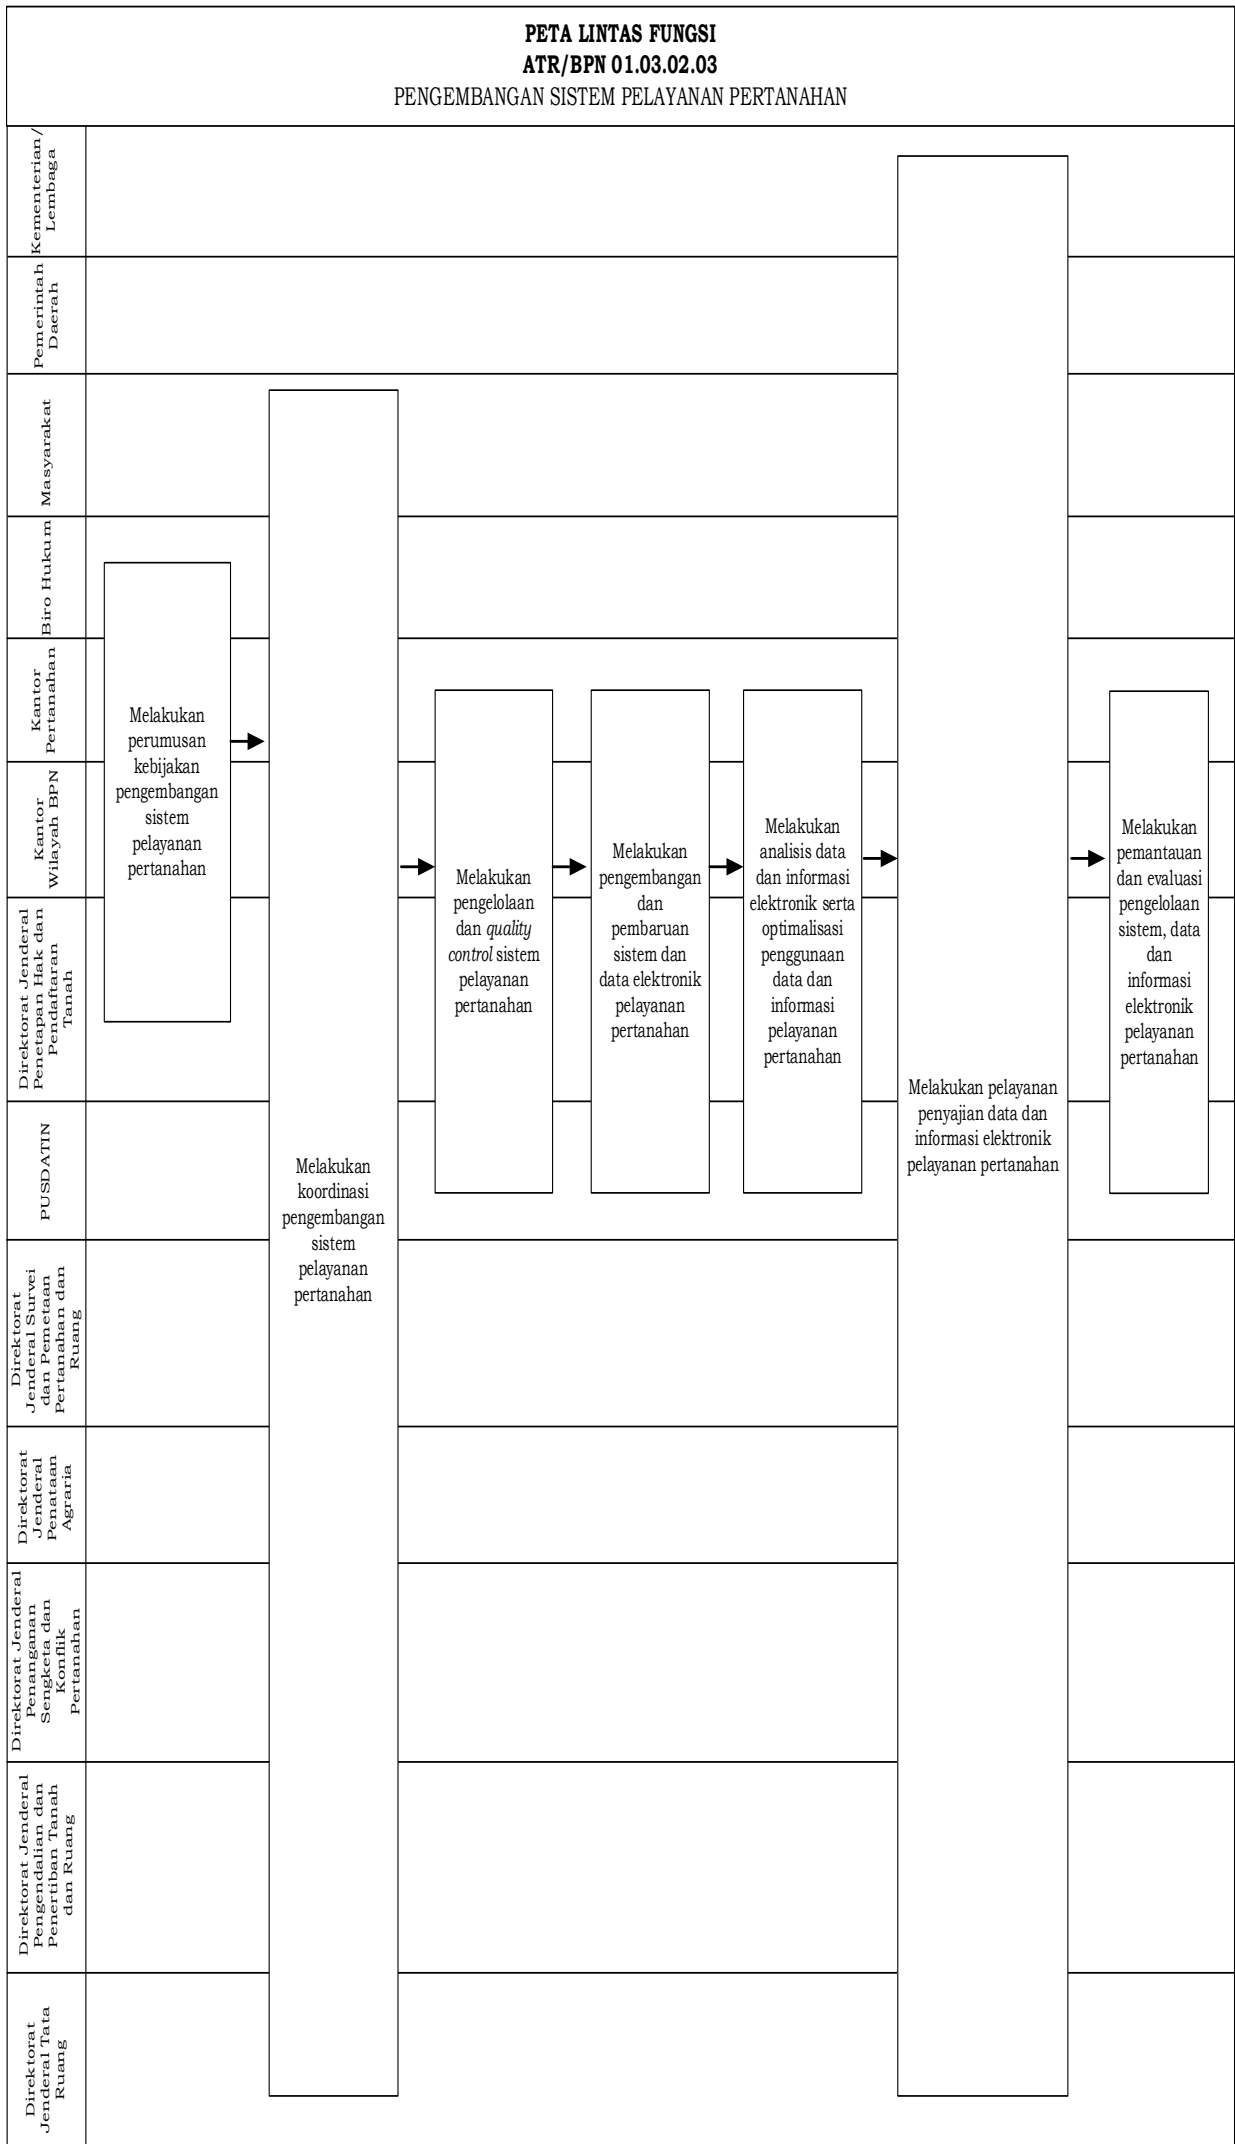 PETA LINTAS FUNGSI
ATR/BPN 01.03.02.03
PENGEMBANGAN SISTEM PELAYANAN PERTANAHAN
Kementerian/
Lembaga
Pemerintah
Daerah
Masyarakat
Biro Hukum
Kantor
Pertanahan
Kantor
Wilayah BPN
Direktorat Jenderal
Penetapan Hak dan
Pendaftaran
Tanah
PUSDATIN
Direktorat
Jenderal Survei
dan Pemetaan
Pertanahan dan
Ruang
Direktorat
Jenderal
Penataan
Agraria
Direktorat Jenderal
Penanganan
Sengketa dan
Konflik
Pertanahan
Direktorat Jenderal
Pengendalian dan
Penertiban Tanah
dan Ruang
Direktorat
Jenderal Tata
Ruang
Melakukan
perumusan
kebijakan
pengembangan
sistem
pelayanan
pertanahan
Melakukan
koordinasi
pengembangan
sistem
pelayanan
pertanahan
Melakukan
pengelolaan
dan quality
control sistem
pelayanan
pertanahan
Melakukan
pengembangan
dan
pembaruan
sistem dan
data elektronik
pelayanan
pertanahan
Melakukan
analisis data
dan informasi
elektronik serta
optimalisasi
penggunaan
data dan
informasi
pelayanan
pertanahan
Melakukan pelayanan
penyajian data dan
informasi elektronik
pelayanan pertanahan
Melakukan
pemantauan
dan evaluasi
pengelolaan
sistem, data
dan
informasi
elektronik
pelayanan
pertanahan